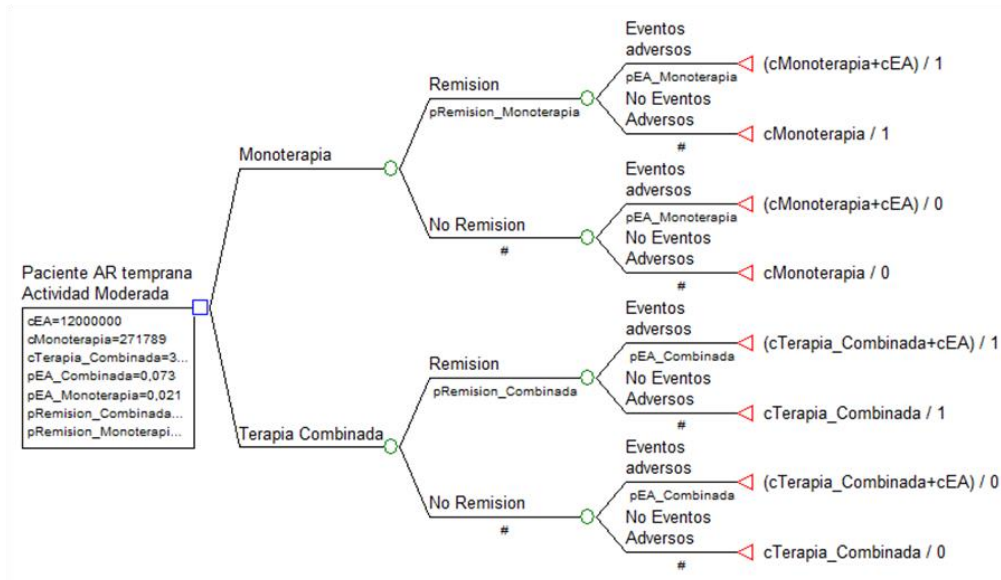 Eventos
adversos
pEA_Monoterapia
(cMonoterapia+cEA) / 1
Remision
pRemision_Monoterapia
No Eventos
Adversos
#
cMonoterapia / 1
Monoterapia
Eventos
adversos
pEA_Monoterapia
(cMonoterapia+cEA) / 0
No Remision
#
No Eventos
Adversos
#
cMonoterapia / 0
Paciente AR temprana
Actividad Moderada
cEA=12000000
cMonoterapia=271789
cTerapia_Combinada=3...
pEA_Combinada=0,073
pEA_Monoterapia=0,021
pRemision_Combinada...
pRemision_Monoterapi...
Eventos
adversos
pEA_Combinada
(cTerapia_Combinada+cEA) / 1
Remision
pRemision_Combinada
No Eventos
Adversos
#
cTerapia_Combinada / 1
Terapia Combinada
Eventos
adversos
pEA_Combinada
(cTerapia_Combinada+cEA) / 0
No Remision
#
No Eventos
Adversos
#
cTerapia_Combinada / 0